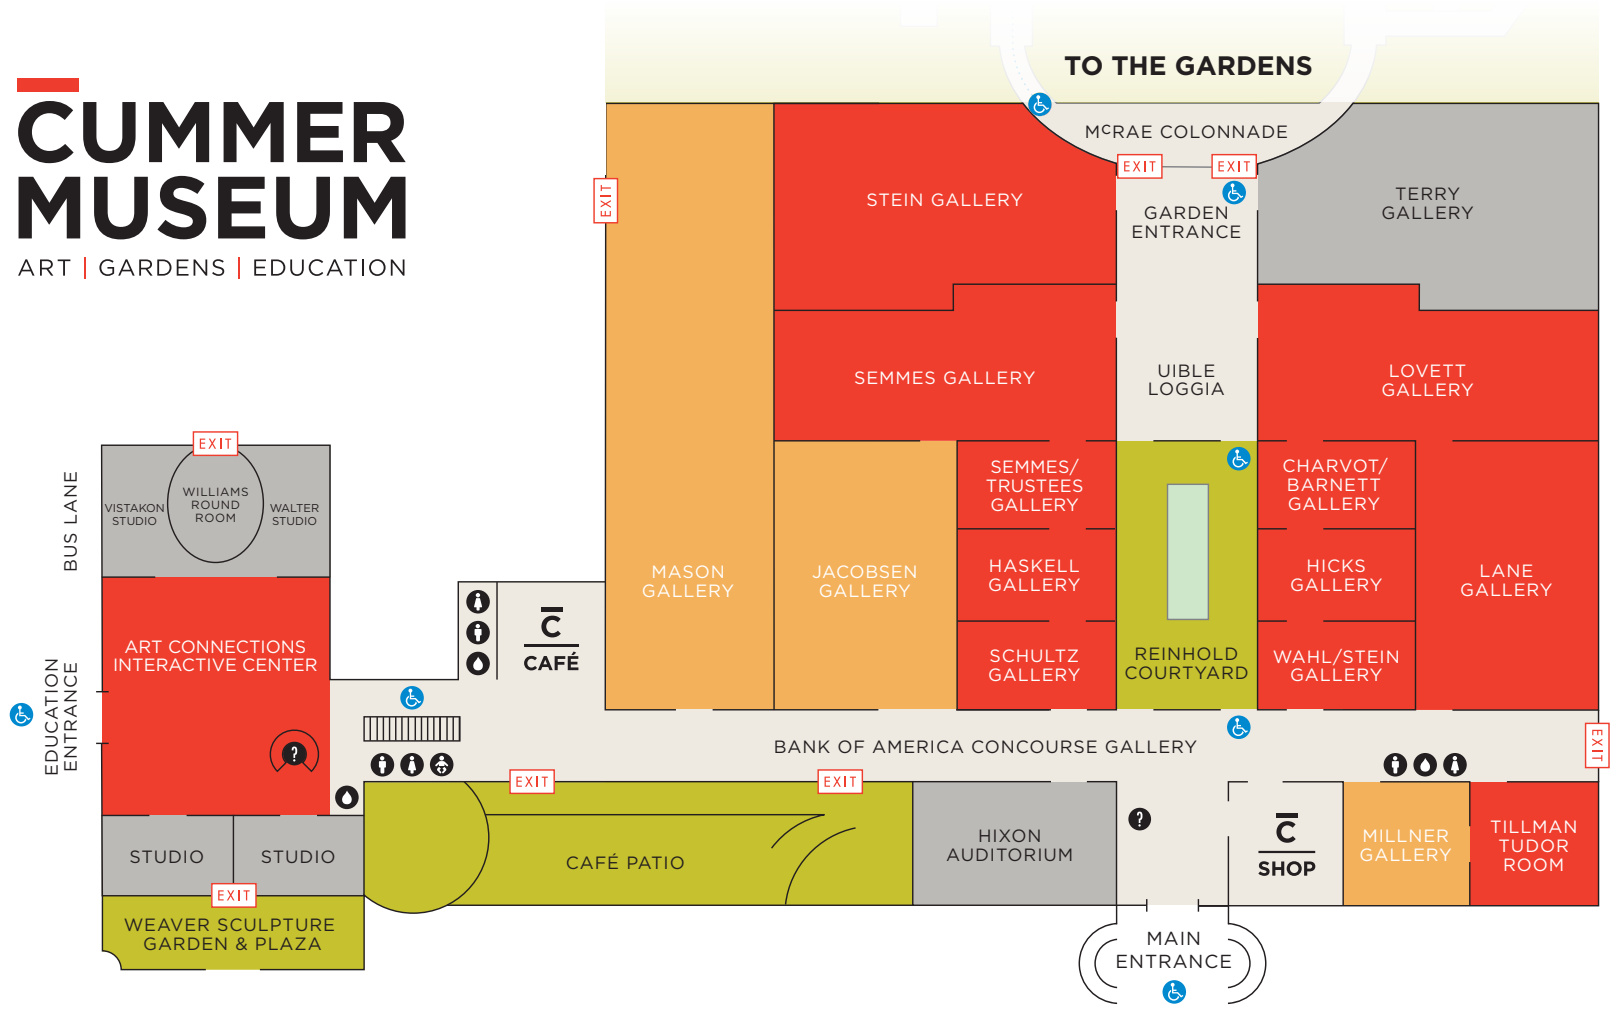 CUMMER
MUSEUM
ART | GARDENS | EDUCATION
TO THE GARDENS
McRAE COLONNADE
EXIT
EXIT
EXIT
STEIN GALLERY
GARDEN
ENTRANCE
TERRY
GALLERY
SEMMES GALLERY
UIBLE
LOGGIA
LOVETT
GALLERY
EXIT
BUS LANE
VISTAKON
STUDIO
WILLIAMS
ROUND
ROOM
WALTER
STUDIO
SEMMES/
TRUSTEES
GALLERY
CHARVOT/
BARNETT
GALLERY
MASON
GALLERY
JACOBSEN
GALLERY
HASKELL
GALLERY
HICKS
GALLERY
LANE
GALLERY
ART CONNECTIONS
INTERACTIVE CENTER
C
CAFÉ
SCHULTZ
GALLERY
REINHOLD
COURTYARD
WAHL/STEIN
GALLERY
EDUCATION
ENTRANCE
?
BANK OF AMERICA CONCOURSE GALLERY
EXIT
EXIT
EXIT
STUDIO
STUDIO
CAFÉ PATIO
HIXON
AUDITORIUM
?
C
SHOP
MILLNER
GALLERY
TILLMAN
TUDOR
ROOM
EXIT
WEAVER SCULPTURE
GARDEN & PLAZA
MAIN
ENTRANCE